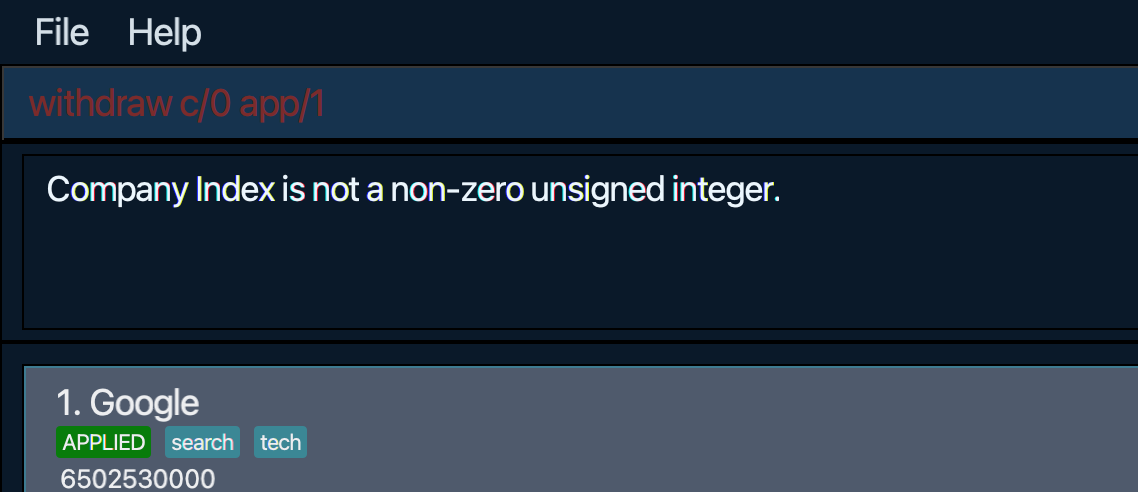 File Help
withdraw c/0 app/1
Company Index is not a non-zero unsigned integer.
1. Google
APPLIED search tech
6502530000